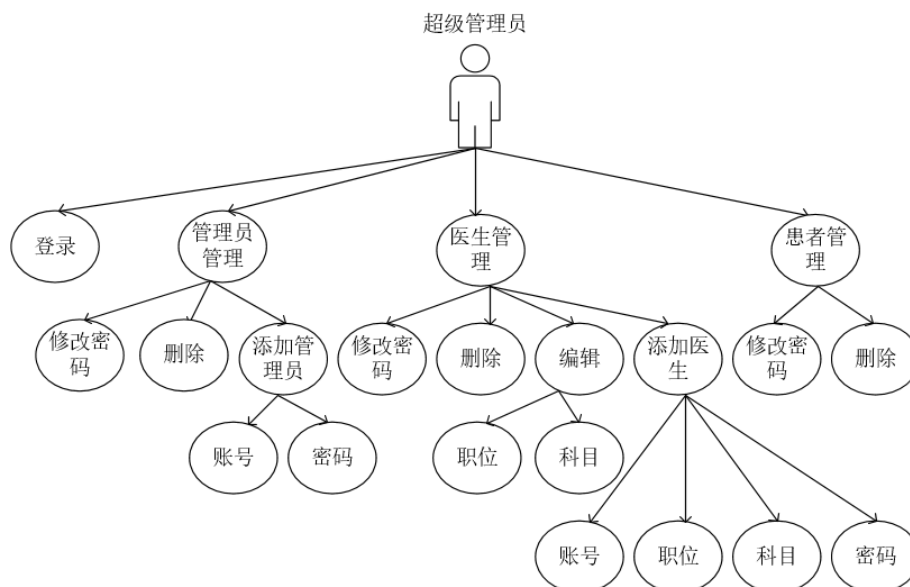 超级管理员
登录
管理员
管理
医生管
理
患者管
理
修改密
码
删除
添加管
理员
修改密
码
删除
编辑
添加医
生
修改密
码
删除
账号
密码
职位
科目
账号
职位
科目
密码